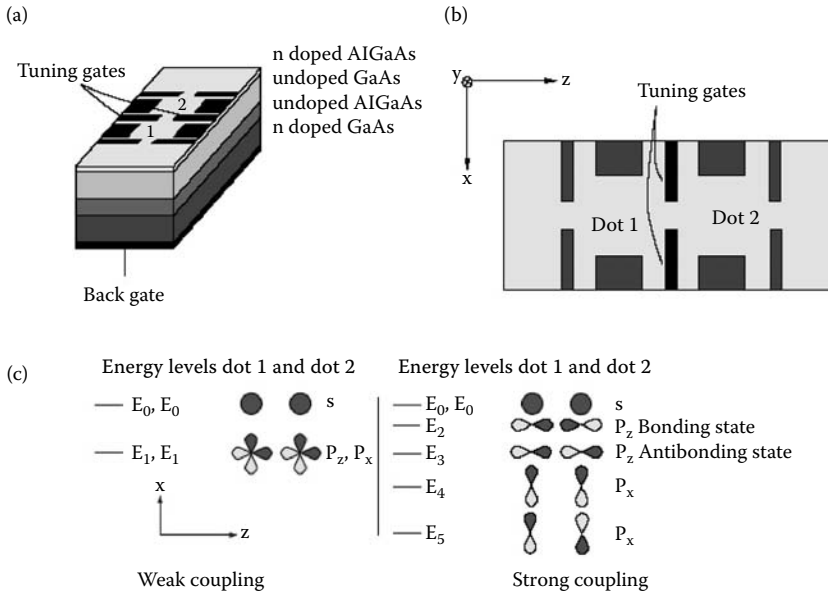 (a)
n doped AlGaAs
undoped GaAs
undoped AlGaAs
n doped GaAs
Tuning gates
2
1
Back gate
(b)
y
z
x
Tuning gates
Dot 1
Dot 2
(c)
Energy levels dot 1 and dot 2
E0, E0
s
E1, E1
Pz, Px
x
z
Weak coupling
Energy levels dot 1 and dot 2
E0, E0
s
E2
Pz Bonding state
E3
Pz Antibonding state
E4
Px
E5
Px
Strong coupling